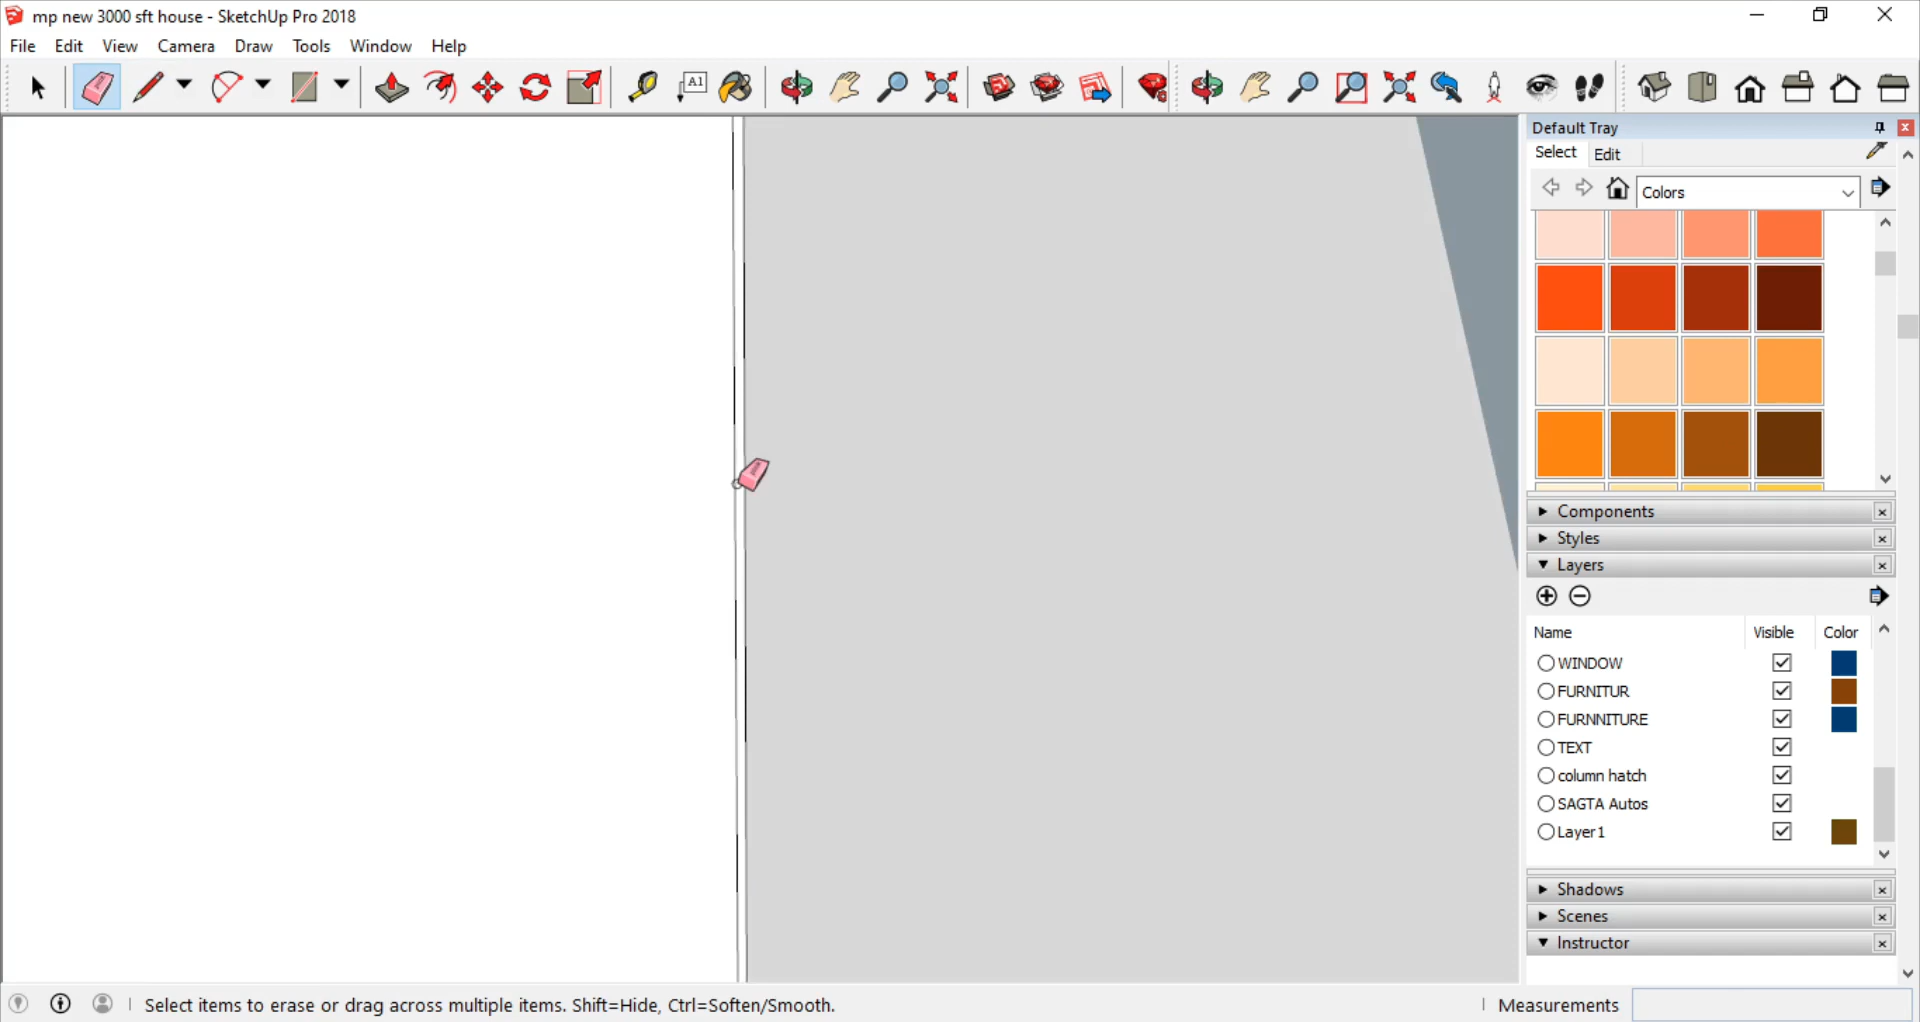 mp new 3000 sft house - SketchUp Pro 2018
File Edit View Camera Draw Tools Window Help
A1
Default Tray
Select Edit
Colors
Components
Styles
Layers
Name Visible Color
WINDOW
FURNITUR
FURNNITURE
TEXT
column hatch
SAGTA Autos
Layer1
Shadows
Scenes
Instructor
Select items to erase or drag across multiple items. Shift=Hide, Ctrl=Soften/Smooth.
Measurements